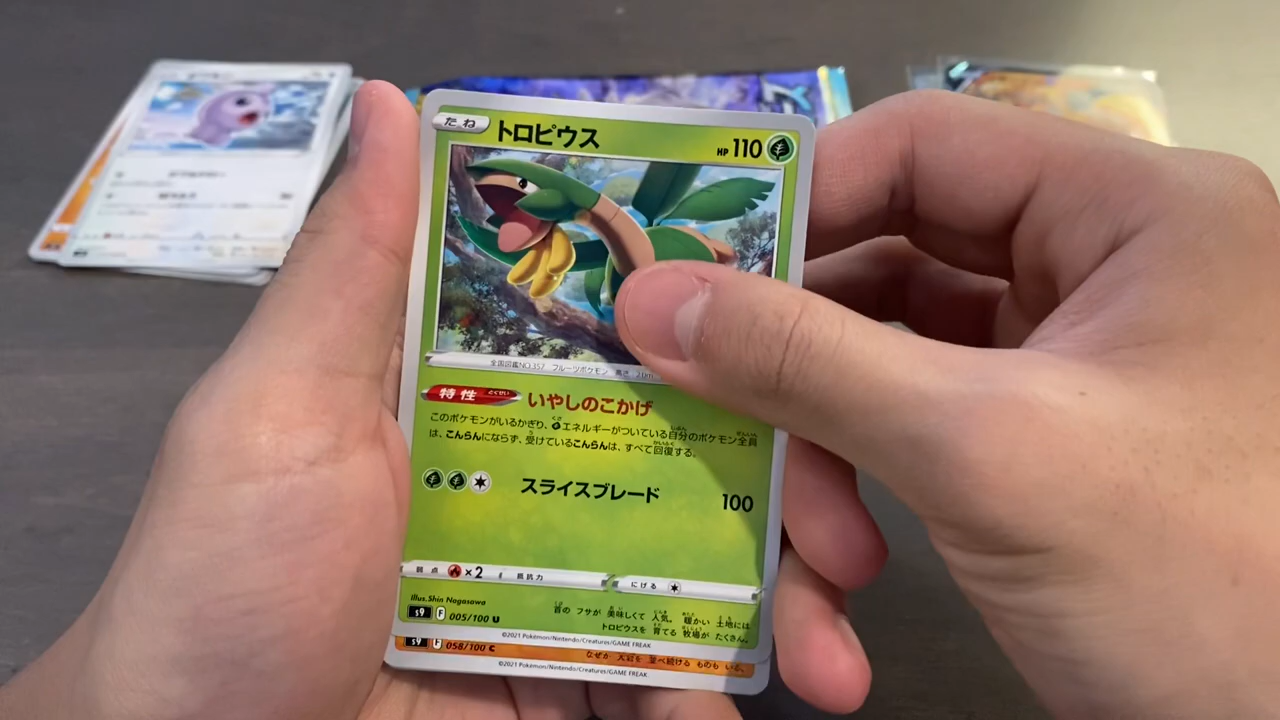 たね トロピウス HP 110
全国図鑑NO.357 フルーツポケモン 高さ 2.0m
特性 とくせい いやしのこかげ
このポケモンがいるかぎり、エネルギーがついている自分のポケモン全員
は、こんらんにならず、受けているこんらんは、すべて回復する。
スライスブレード 100
弱点 ×2 抵抗力 にげる
Illus.Shin Nagasawa
首の フサが 美味しくて 人気。 暖かい 土地には
トロピウスを 育てる 牧場が たくさん。
s9 F 005/100 U
©2021 Pokémon/Nintendo/Creatures/GAME FREAK.
s9 F 058/100 C
©2021 Pokémon/Nintendo/Creatures/GAME FREAK.